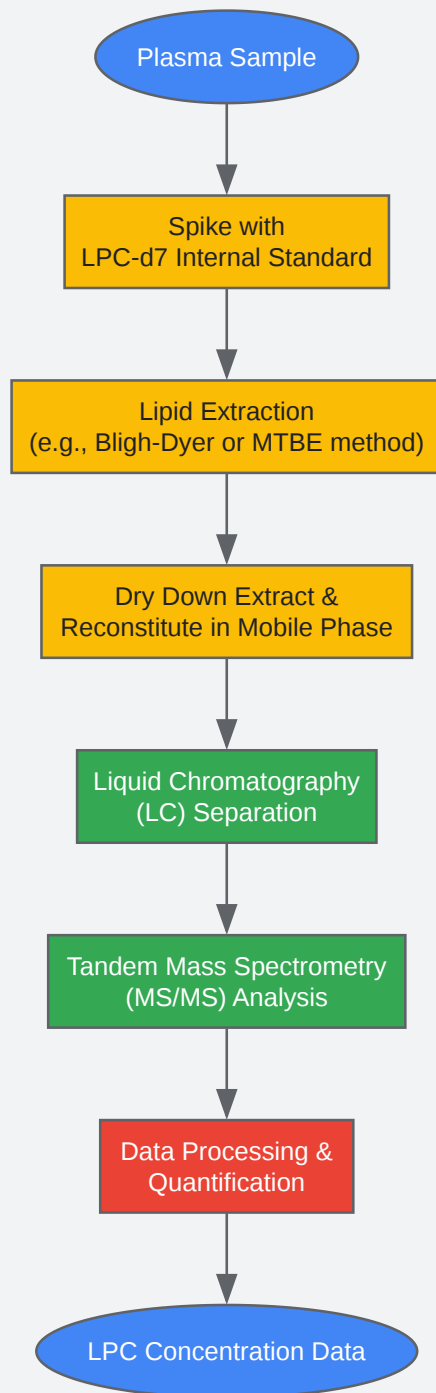 Plasma Sample
Spike with
LPC-d7 Internal Standard
Lipid Extraction
(e.g., Bligh-Dyer or MTBE method)
Dry Down Extract &
Reconstitute in Mobile Phase
Liquid Chromatography
(LC) Separation
Tandem Mass Spectrometry
(MS/MS) Analysis
Data Processing &
Quantification
LPC Concentration Data